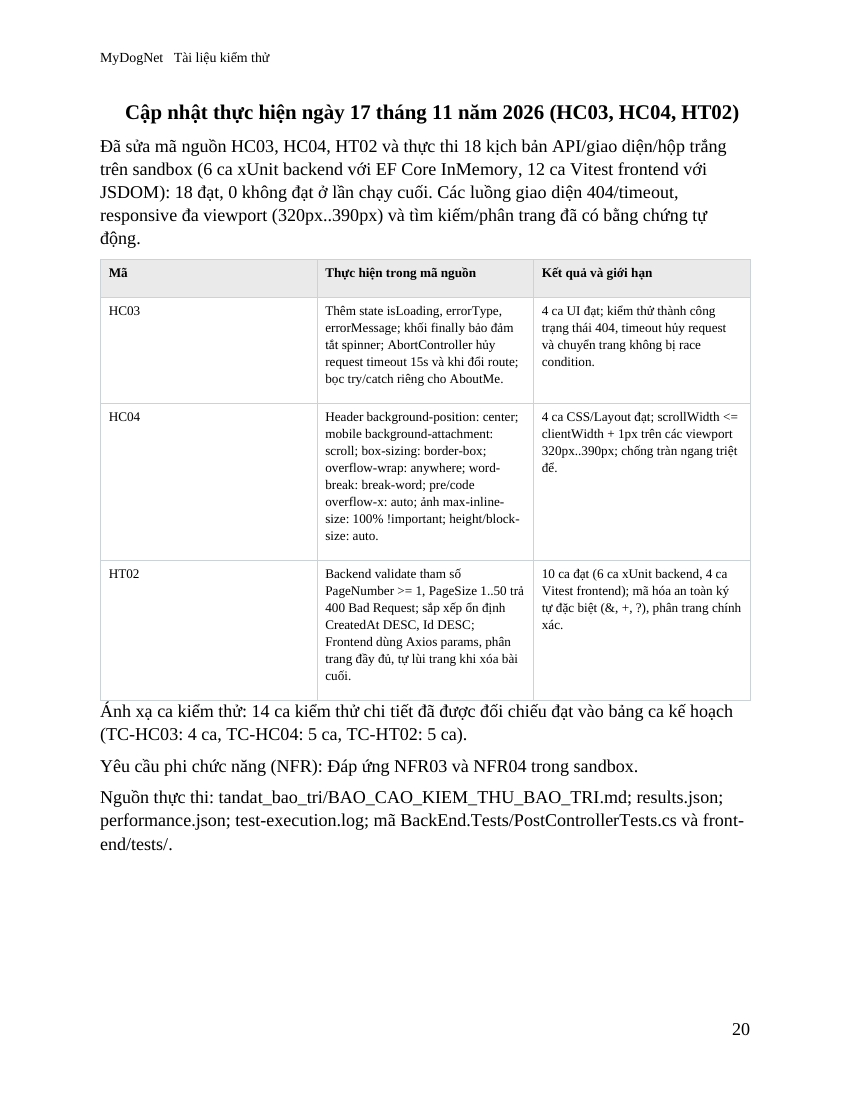 MyDogNet   Tài liệu kiểm thử
Cập nhật thực hiện ngày 17 tháng 11 năm 2026 (HC03, HC04, HT02)
Đã sửa mã nguồn HC03, HC04, HT02 và thực thi 18 kịch bản API/giao diện/hộp trắng
trên sandbox (6 ca xUnit backend với EF Core InMemory, 12 ca Vitest frontend với
JSDOM): 18 đạt, 0 không đạt ở lần chạy cuối. Các luồng giao diện 404/timeout,
responsive đa viewport (320px..390px) và tìm kiếm/phân trang đã có bằng chứng tự
động.
Mã	Thực hiện trong mã nguồn	Kết quả và giới hạn
HC03
Thêm state isLoading, errorType,
errorMessage; khối finally bảo đảm
tắt spinner; AbortController hủy
request timeout 15s và khi đổi route;
bọc try/catch riêng cho AboutMe.
4 ca UI đạt; kiểm thử thành công
trạng thái 404, timeout hủy request
và chuyển trang không bị race
condition.
HC04
Header background-position: center;
mobile background-attachment:
scroll; box-sizing: border-box;
overflow-wrap: anywhere; word-
break: break-word; pre/code
overflow-x: auto; ảnh max-inline-
size: 100% !important; height/block-
size: auto.
4 ca CSS/Layout đạt; scrollWidth <=
clientWidth + 1px trên các viewport
320px..390px; chống tràn ngang triệt
để.
HT02
Backend validate tham số
PageNumber >= 1, PageSize 1..50 trả
400 Bad Request; sắp xếp ổn định
CreatedAt DESC, Id DESC;
Frontend dùng Axios params, phân
trang đầy đủ, tự lùi trang khi xóa bài
cuối.
10 ca đạt (6 ca xUnit backend, 4 ca
Vitest frontend); mã hóa an toàn ký
tự đặc biệt (&, +, ?), phân trang chính
xác.
Ánh xạ ca kiểm thử: 14 ca kiểm thử chi tiết đã được đối chiếu đạt vào bảng ca kế hoạch
(TC-HC03: 4 ca, TC-HC04: 5 ca, TC-HT02: 5 ca).
Yêu cầu phi chức năng (NFR): Đáp ứng NFR03 và NFR04 trong sandbox.
Nguồn thực thi: tandat_bao_tri/BAO_CAO_KIEM_THU_BAO_TRI.md; results.json;
performance.json; test-execution.log; mã BackEnd.Tests/PostControllerTests.cs và front-
end/tests/.
20